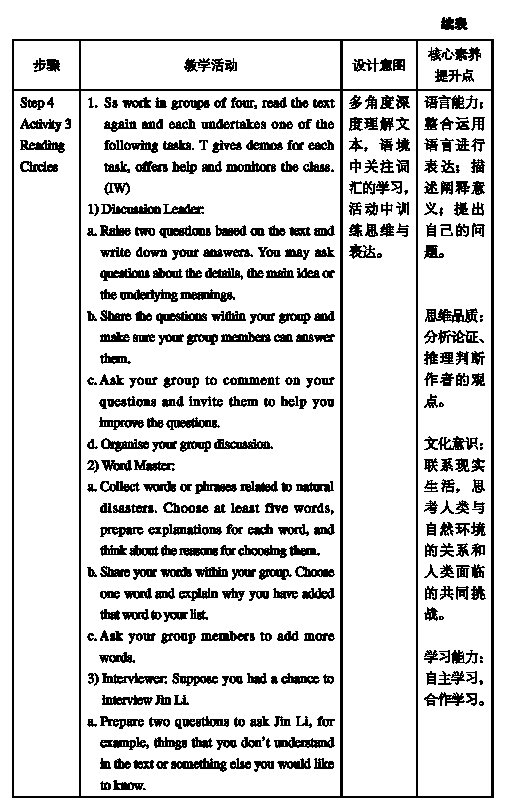 续表
步骤
教学活动
设计意图
核心素养
提升点
Step 4
Activity 3
Reading
Circles
1. Ss work in groups of four, read the text
again and each undertakes one of the
following tasks. T gives demos for each
task, offers help and monitors the class.
(IW)
1) Discussion Leader:
a. Raise two questions based on the text and
write down your answers. You may ask
questions about the details, the main idea or
the underlying meanings.
b. Share the questions within your group and
make sure your group members can answer
them.
c. Ask your group to comment on your
questions and invite them to help you
improve the questions.
d. Organise your group discussion.
2) Word Master:
a. Collect words or phrases related to natural
disasters. Choose at least five words,
prepare explanations for each word, and
think about the reasons for choosing them.
b. Share your words within your group. Choose
one word and explain why you have added
that word to your list.
c. Ask your group members to add more
words.
3) Interviewer: Suppose you had a chance to
interview Jin Li.
a. Prepare two questions to ask Jin Li, for
example, things that you don't understand
in the text or something else you would like
to know.
多角度深
度理解文
本，语境
中关注词
汇的学习，
活动中训
练思维与
表达。
语言能力：
整合运用
语言进行
表达；描
述阐释意
义；提出
自己的问
题。
思维品质：
分析论证、
推理判断
作者的观
点。
文化意识：
联系现实
生活，思
考人类与
自然环境
的关系和
人类面临
的共同挑
战。
学习能力：
自主学习，
合作学习。